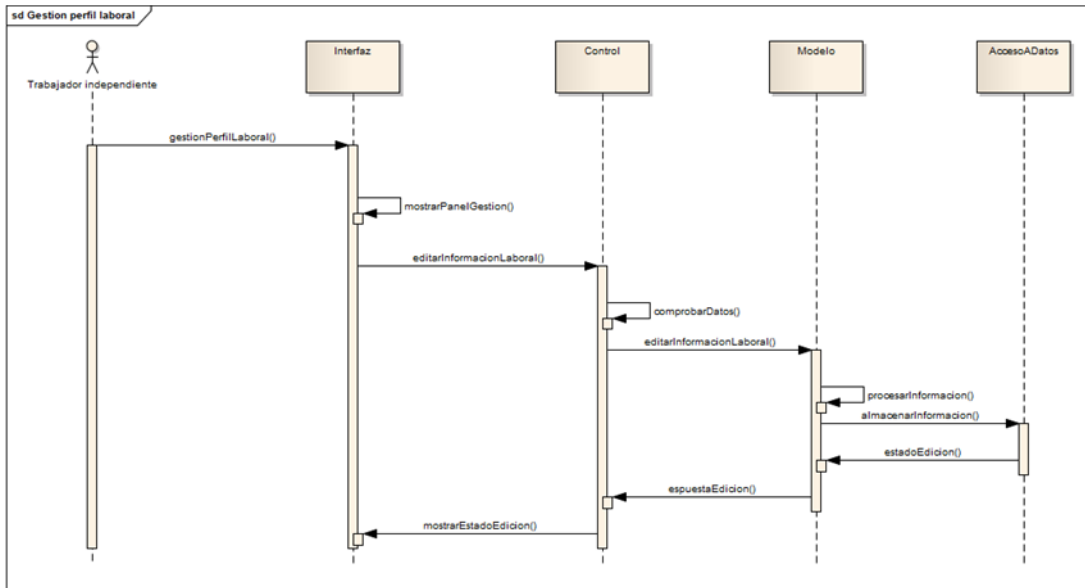 sd Gestion perfil laboral
Trabajador independiente
Interfaz
Control
Modelo
AccesoADatos
gestionPerfilLaboral()
mostrarPanelGestion()
editarInformacionLaboral()
comprobarDatos()
editarInformacionLaboral()
procesarInformacion()
almacenarInformacion()
estadoEdicion()
espuestaEdicion()
mostrarEstadoEdicion()